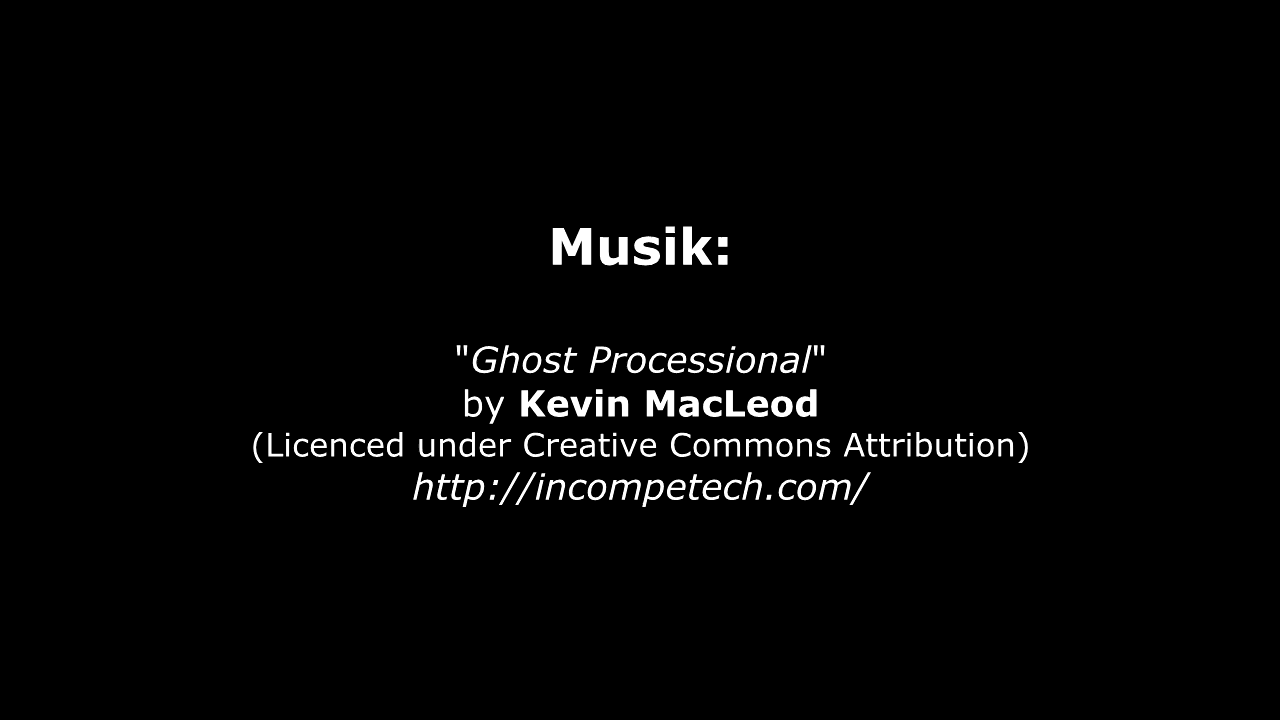 Musik:
"Ghost Processional"
by Kevin MacLeod
(Licenced under Creative Commons Attribution)
http://incompetech.com/